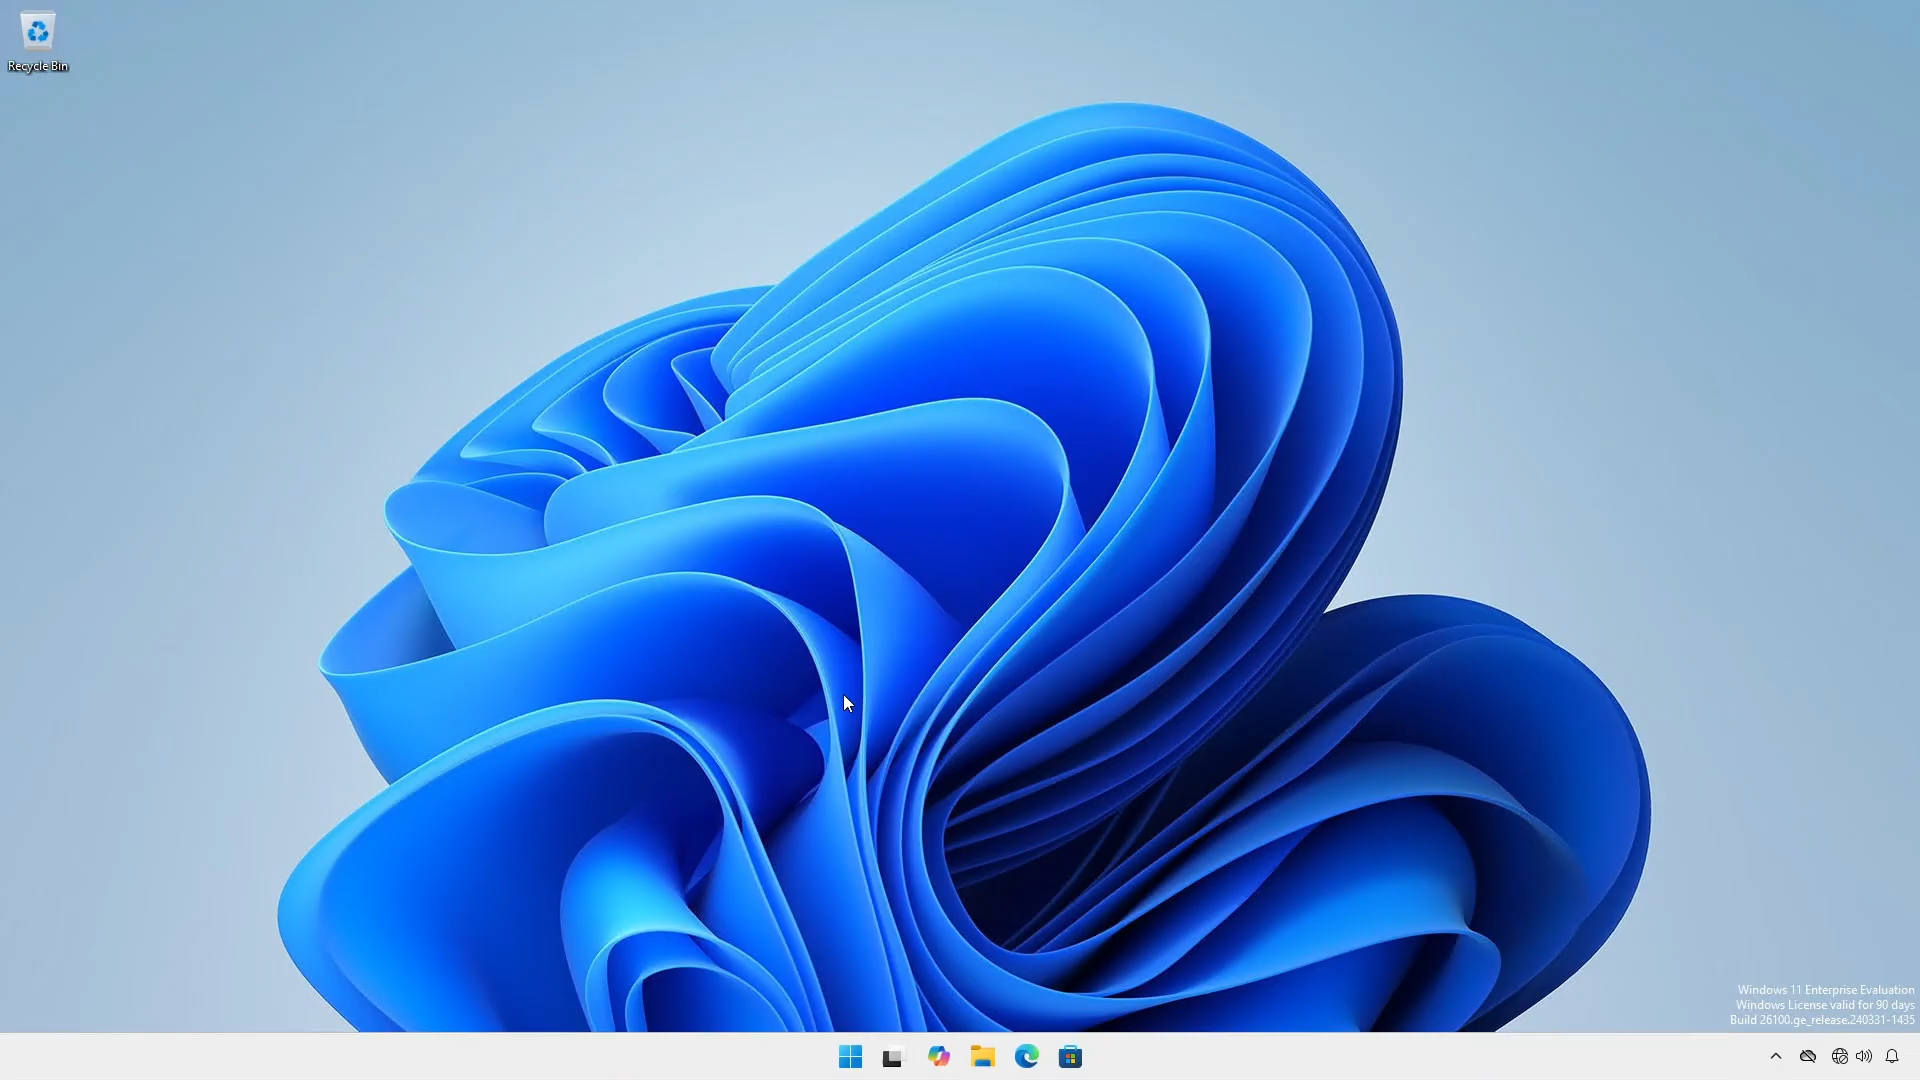 Recycle Bin
Windows 11 Enterprise Evaluation
Windows License valid for 90 days
Build 26100.ge_release.240331-1435